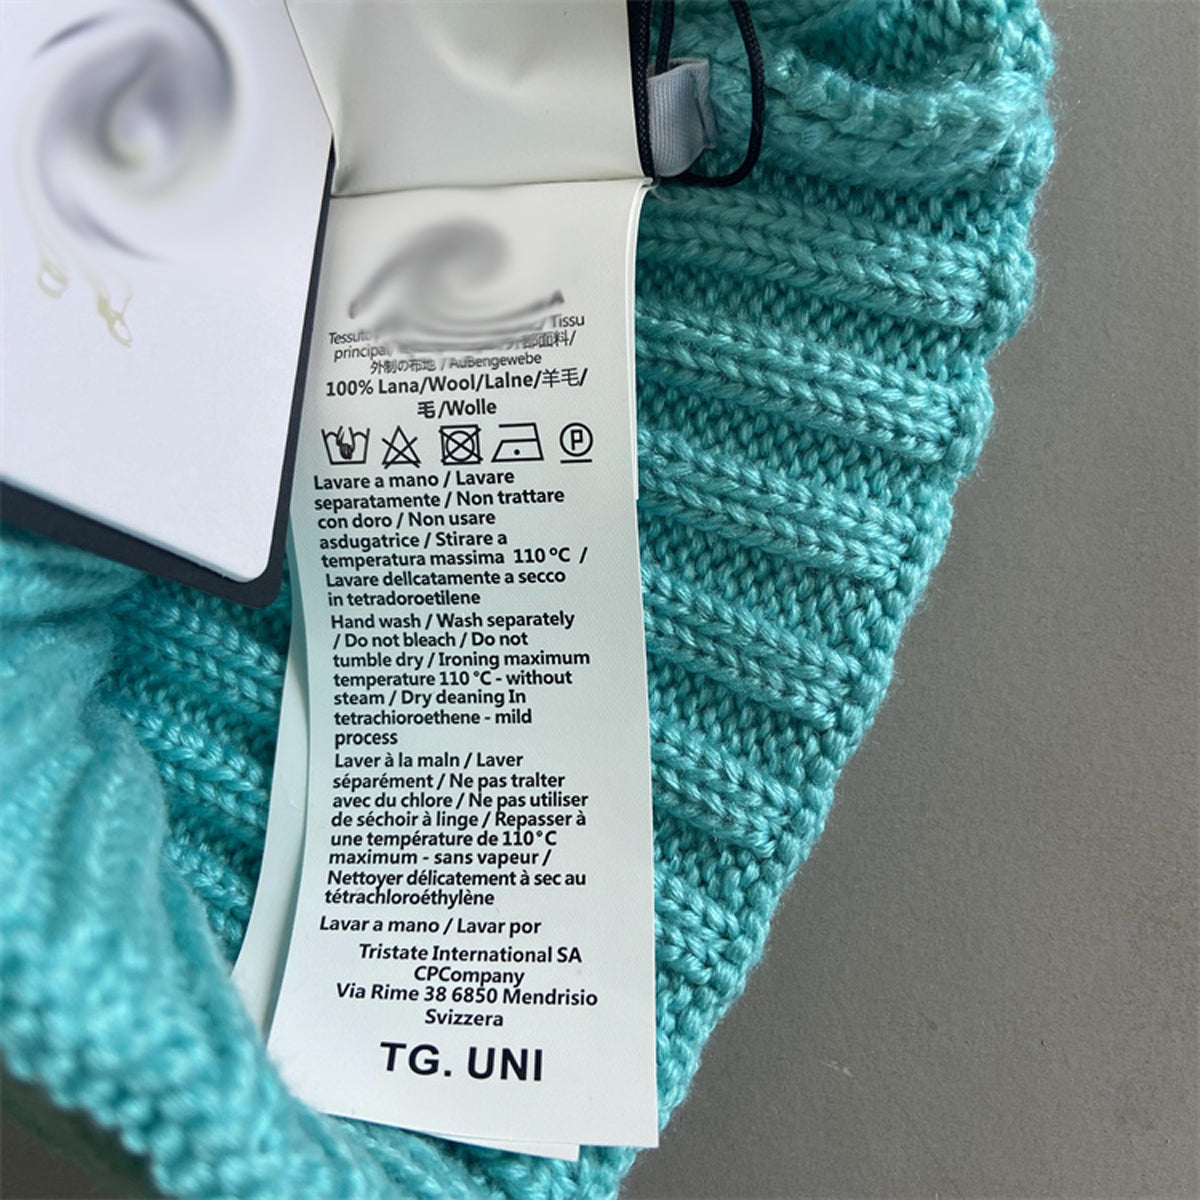 Tessuto / Tissu
principal 外部面料/
外制の布地 / Außengewebe
100% Lana/Wool/Lalne/羊毛/
毛/Wolle
P
Lavare a mano / Lavare
separatamente / Non trattare
con doro / Non usare
asdugatrice / Stirare a
temperatura massima 110 °C /
Lavare dellcatamente a secco
in tetradoroetilene
Hand wash / Wash separately
/ Do not bleach / Do not
tumble dry / Ironing maximum
temperature 110 °C - without
steam / Dry deaning In
tetrachioroethene - mild
process
Laver à la maln / Laver
séparément / Ne pas tralter
avec du chlore / Ne pas utiliser
de séchoir à linge / Repasser à
une température de 110°C
maximum - sans vapeur /
Nettoyer délicatement à sec au
tétrachloroéthylène
Lavar a mano / Lavar por
Tristate International SA
CPCompany
Via Rime 38 6850 Mendrisio
Svizzera
TG. UNI